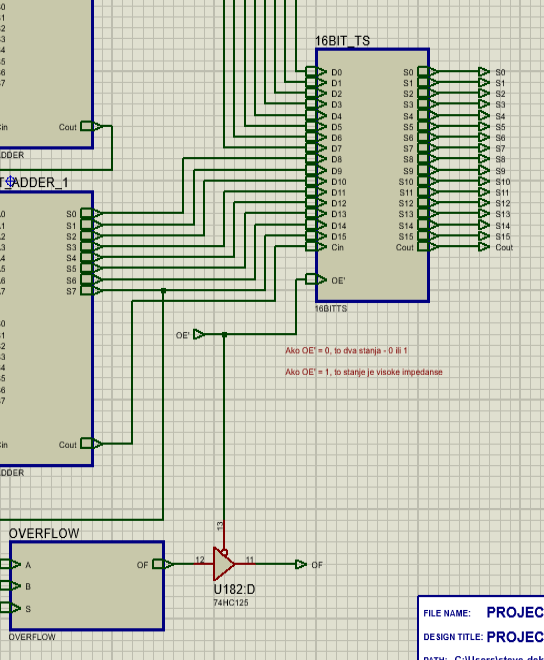 16BIT_TS
D0 S0 S0
D1 S1 S1
D2 S2 S2
D3 S3 S3
D4 S4 S4
D5 S5 S5
D6 S6 S6
D7 S7 S7
D8 S8 S8
D9 S9 S9
D10 S10 S10
D11 S11 S11
D12 S12 S12
D13 S13 S13
D14 S14 S14
D15 S15 S15
Cin Cout Cout
OE'
16BITTS
Cin Cout
ADDER
T_ADDER_1
S0
S1
S2
S3
S4
S5
S6
S7
OE'
Ako OE' = 0, to dva stanja - 0 ili 1
Ako OE' = 1, to stanje je visoke impedanse
Cin Cout
DDER
OVERFLOW
A
B
S
OF
OVERFLOW
13
12
11
OF
U182:D
74HC125
FILE NAME: PROJEC
DESIGN TITLE: PROJEC